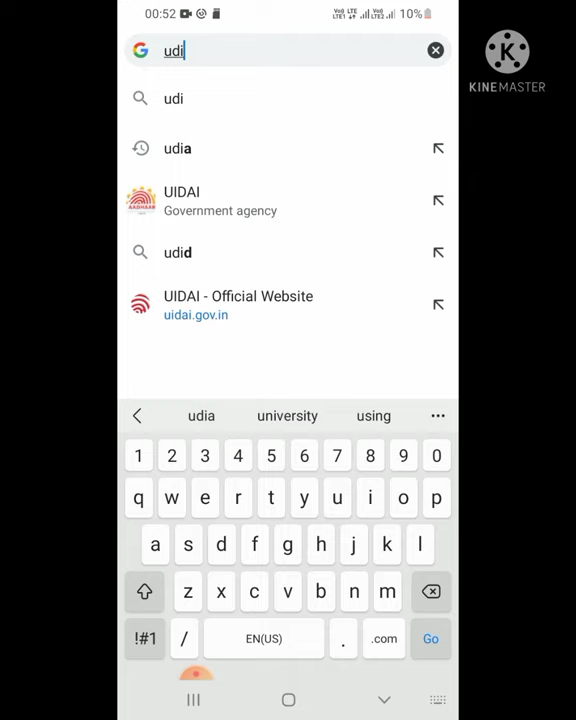 00:52 10%
KINEMASTER
udi
udi
udia
UIDAI
Government agency
udid
UIDAI - Official Website
uidai.gov.in
udia university using
1 2 3 4 5 6 7 8 9 0
q w e r t y u i o p
a s d f g h j k l
z x c v b n m
!#1 / EN(US) . .com Go